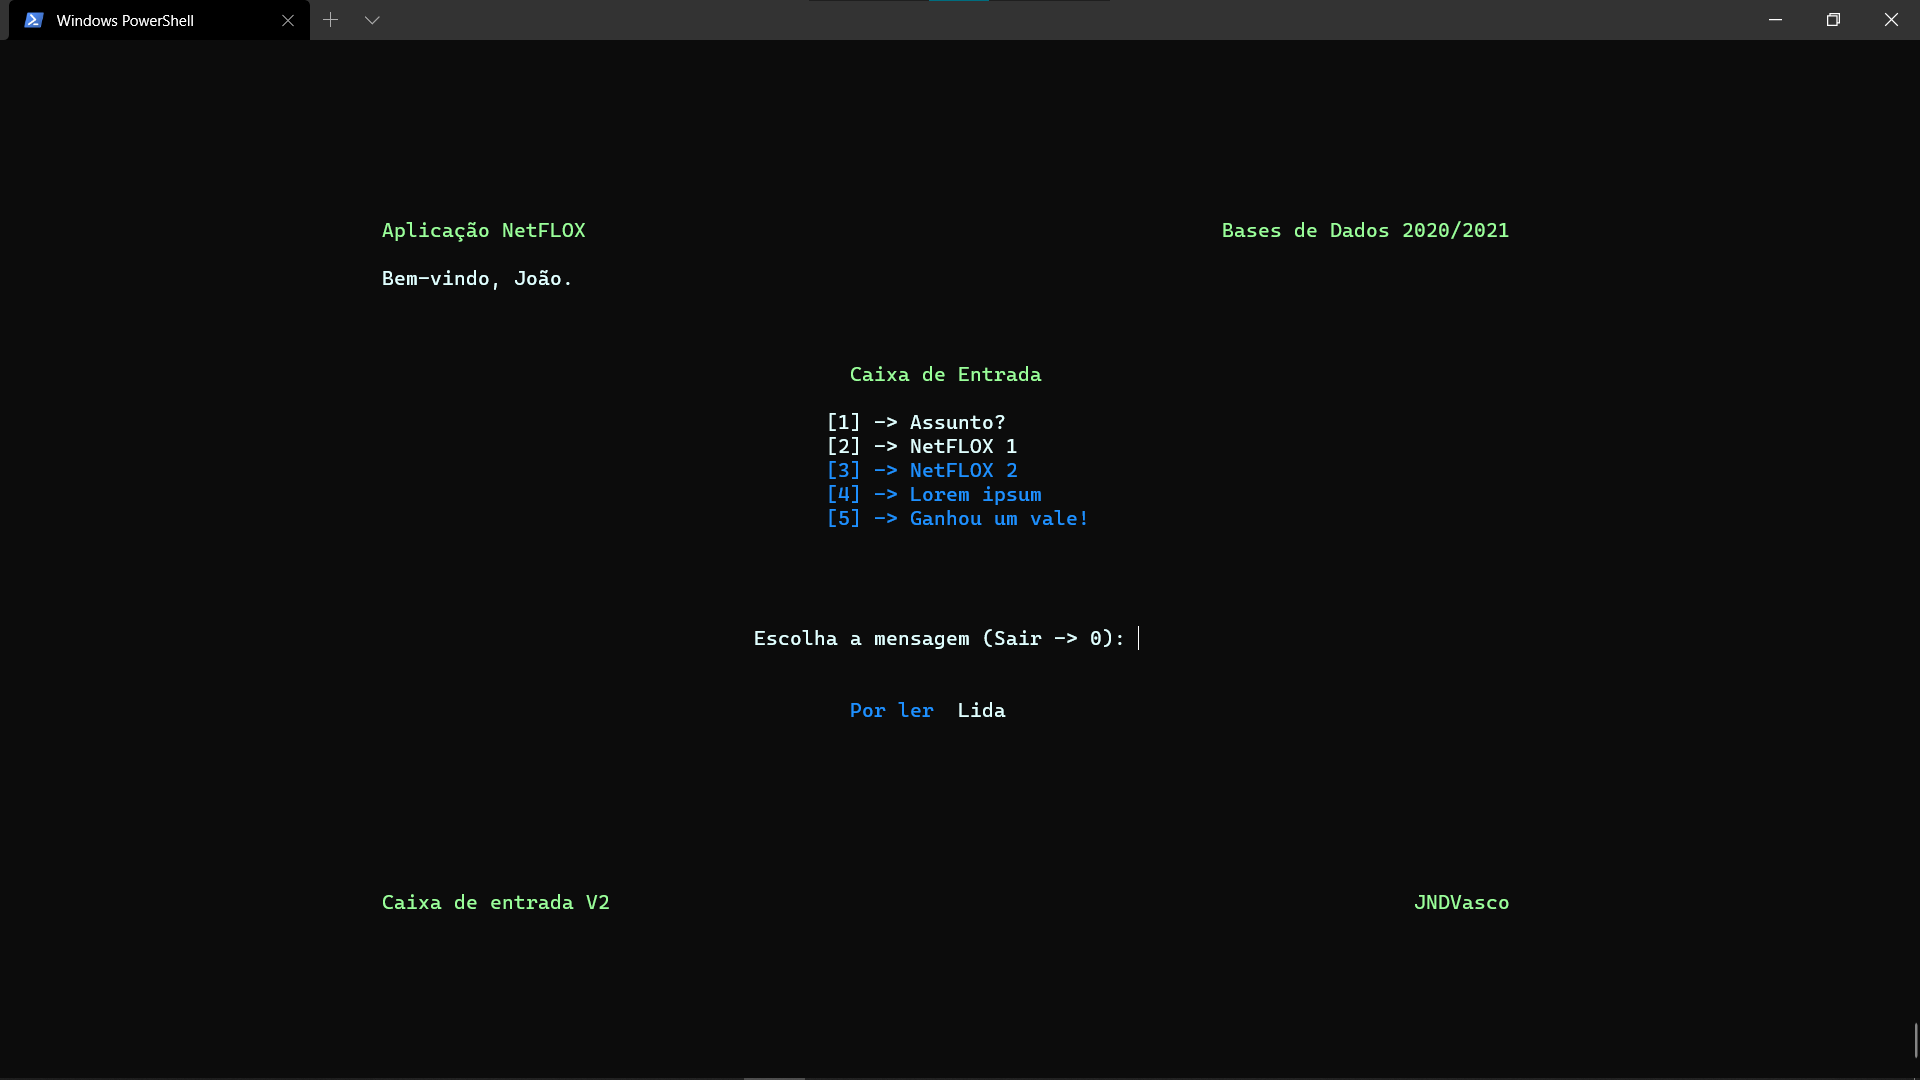 Windows PowerShell
Aplicação NetFLOX Bases de Dados 2020/2021
Bem-vindo, João.
Caixa de Entrada
[1] -> Assunto?
[2] -> NetFLOX 1
[3] -> NetFLOX 2
[4] -> Lorem ipsum
[5] -> Ganhou um vale!
Escolha a mensagem (Sair -> 0):
Por ler Lida
Caixa de entrada V2 JNDVasco